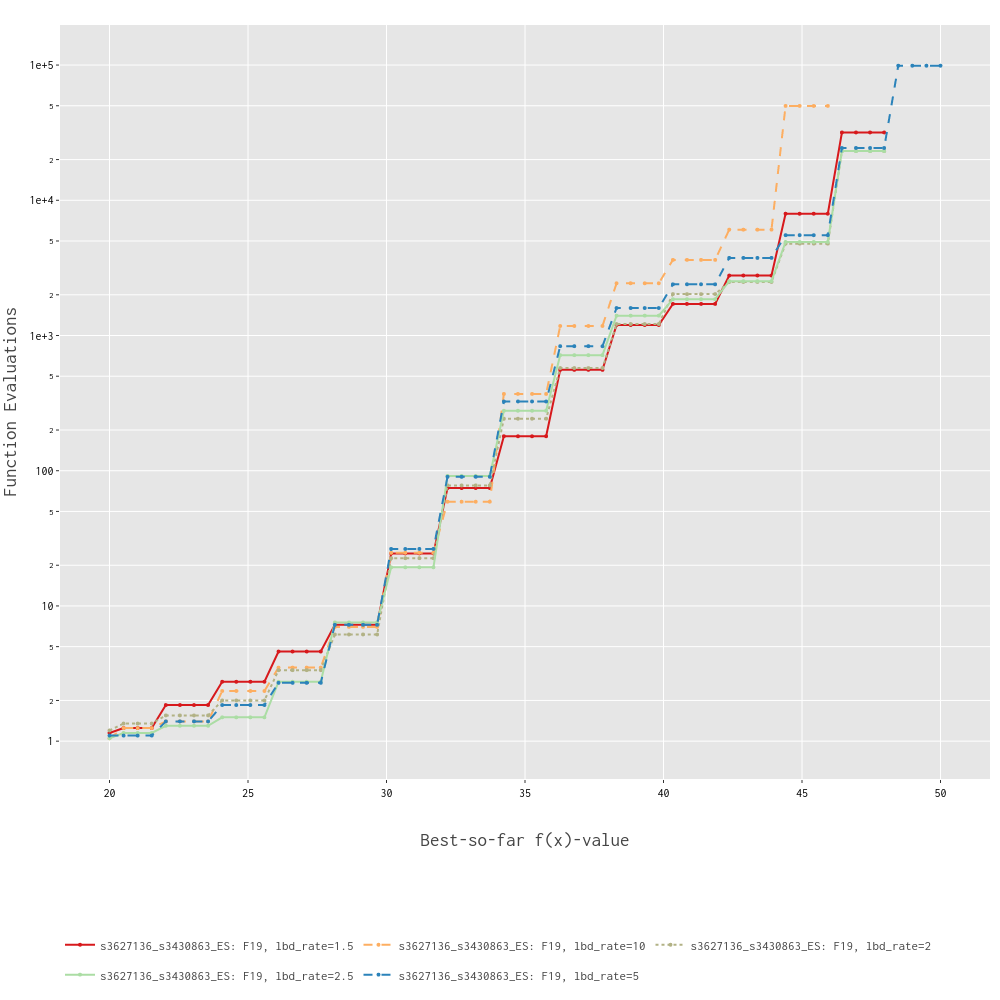 1e+5
5
2
1e+4
5
2
1e+3
5
2
100
5
2
10
5
2
1
Function Evaluations
20 25 30 35 40 45 50
Best-so-far f(x)-value
s3627136_s3430863_ES: F19, lbd_rate=1.5 s3627136_s3430863_ES: F19, lbd_rate=10 s3627136_s3430863_ES: F19, lbd_rate=2
s3627136_s3430863_ES: F19, lbd_rate=2.5 s3627136_s3430863_ES: F19, lbd_rate=5